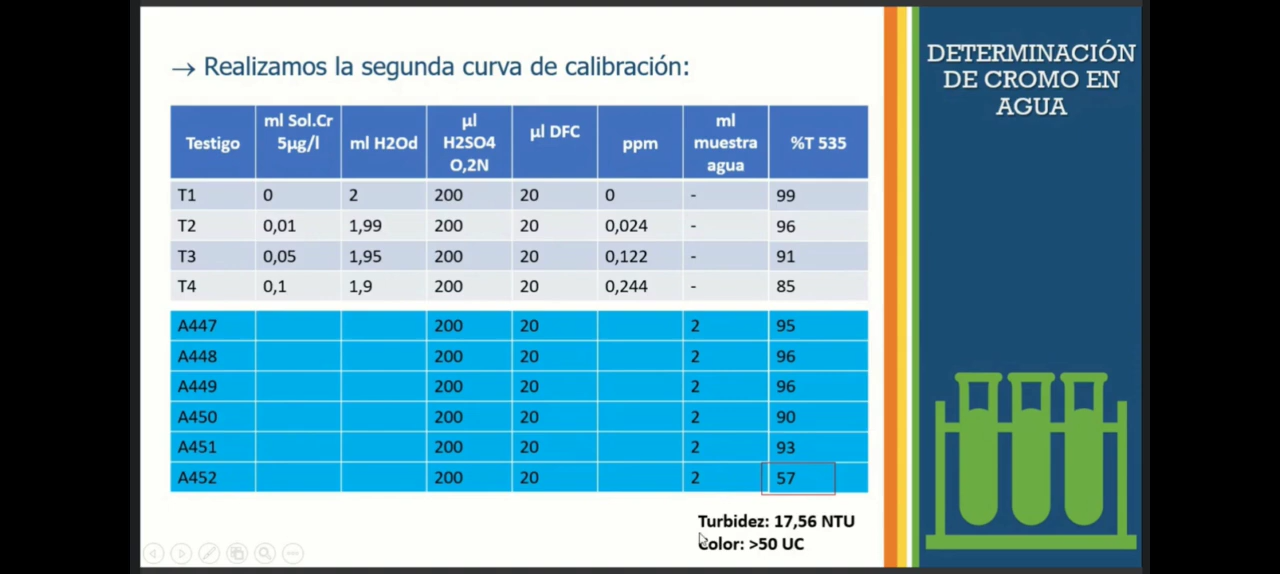 → Realizamos la segunda curva de calibración:
DETERMINACIÓN
DE CROMO EN
AGUA
Testigo | ml Sol.Cr 5µg/l | ml H2Od | µl H2SO4 O,2N | µl DFC | ppm | ml muestra agua | %T 535
T1 | 0 | 2 | 200 | 20 | 0 | - | 99
T2 | 0,01 | 1,99 | 200 | 20 | 0,024 | - | 96
T3 | 0,05 | 1,95 | 200 | 20 | 0,122 | - | 91
T4 | 0,1 | 1,9 | 200 | 20 | 0,244 | - | 85
A447 | 200 | 20 | 2 | 95
A448 | 200 | 20 | 2 | 96
A449 | 200 | 20 | 2 | 96
A450 | 200 | 20 | 2 | 90
A451 | 200 | 20 | 2 | 93
A452 | 200 | 20 | 2 | 57
Turbidez: 17,56 NTU
Color: >50 UC